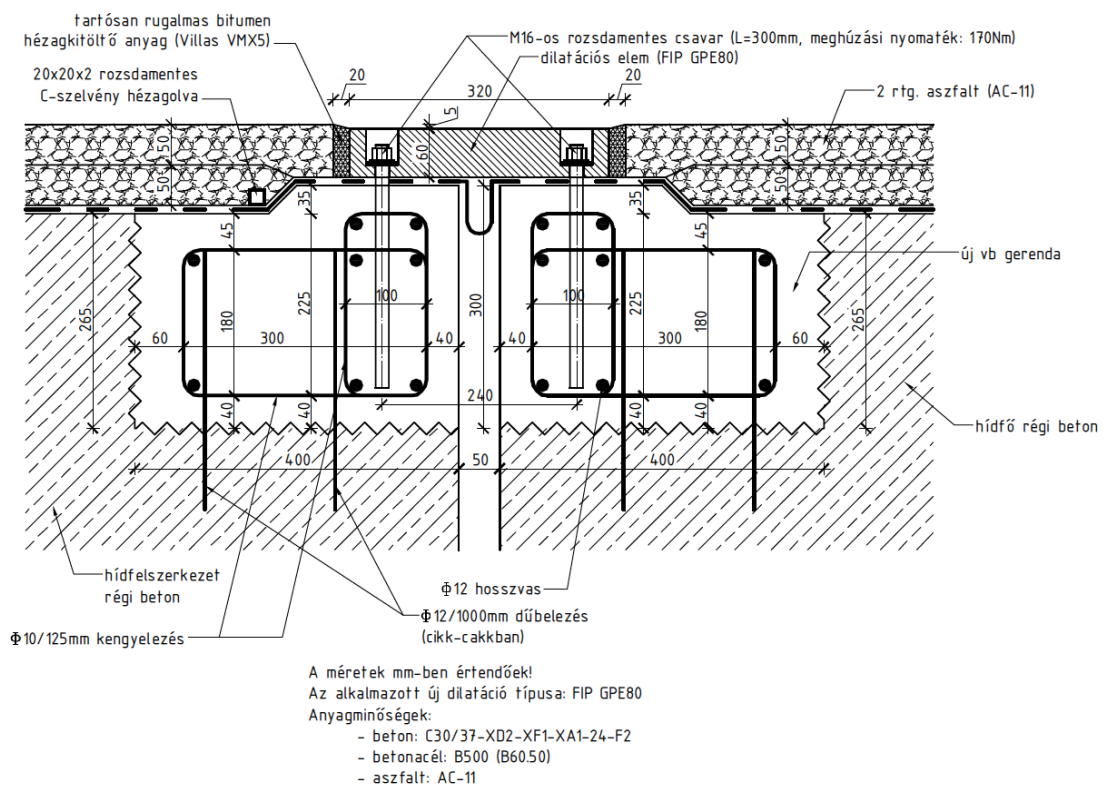 tartósan rugalmas bitumen
hézagkitöltő anyag (Villas VMX5)
M16-os rozsdamentes csavar (L=300mm, meghúzási nyomaték: 170Nm)
dilatációs elem (FIP GPE80)
20x20x2 rozsdamentes
C-szelvény hézagolva
2 rtg. aszfalt (AC-11)
20
320
20
5
50
60
50
50
50
35
35
45
45
új vb gerenda
265
180
225
100
300
100
225
180
265
60
300
40
40
300
60
240
40
40
40
40
hídfő régi beton
400
50
400
hídfelszerkezet
régi beton
Φ12 hosszvas
Φ12/1000mm dűbelezés
(cikk-cakkban)
Φ10/125mm kengyelezés
A méretek mm-ben értendőek!
Az alkalmazott új dilatáció típusa: FIP GPE80
Anyagminőségek:
- beton: C30/37-XD2-XF1-XA1-24-F2
- betonacél: B500 (B60.50)
- aszfalt: AC-11